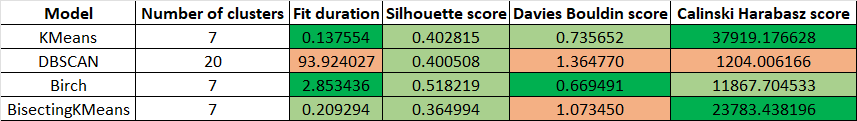 Model Number of clusters Fit duration Silhouette score Davies Bouldin score Calinski Harabasz score
KMeans 7 0.137554 0.402815 0.735652 37919.176628
DBSCAN 20 93.924027 0.400508 1.364770 1204.006166
Birch 7 2.853436 0.518219 0.669491 11867.704533
BisectingKMeans 7 0.209294 0.364994 1.073450 23783.438196